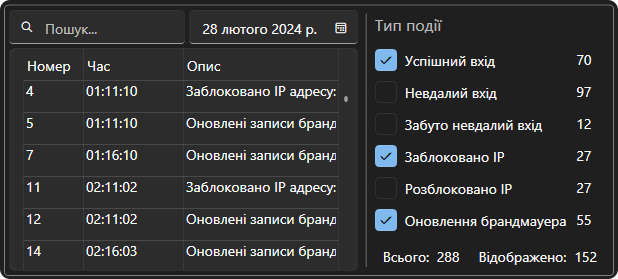 Пошук...
28 лютого 2024 р.
Номер Час Опис
4 01:11:10 Заблоковано IP адресу:
5 01:11:10 Оновлені записи бранд
7 01:16:10 Оновлені записи бранд
11 02:11:02 Заблоковано IP адресу:
12 02:11:02 Оновлені записи бранд
14 02:16:03 Оновлені записи бранд
Тип події
Успішний вхід 70
Невдалий вхід 97
Забуто невдалий вхід 12
Заблоковано IP 27
Розблоковано IP 27
Оновлення брандмауера 55
Всього: 288 Відображено: 152